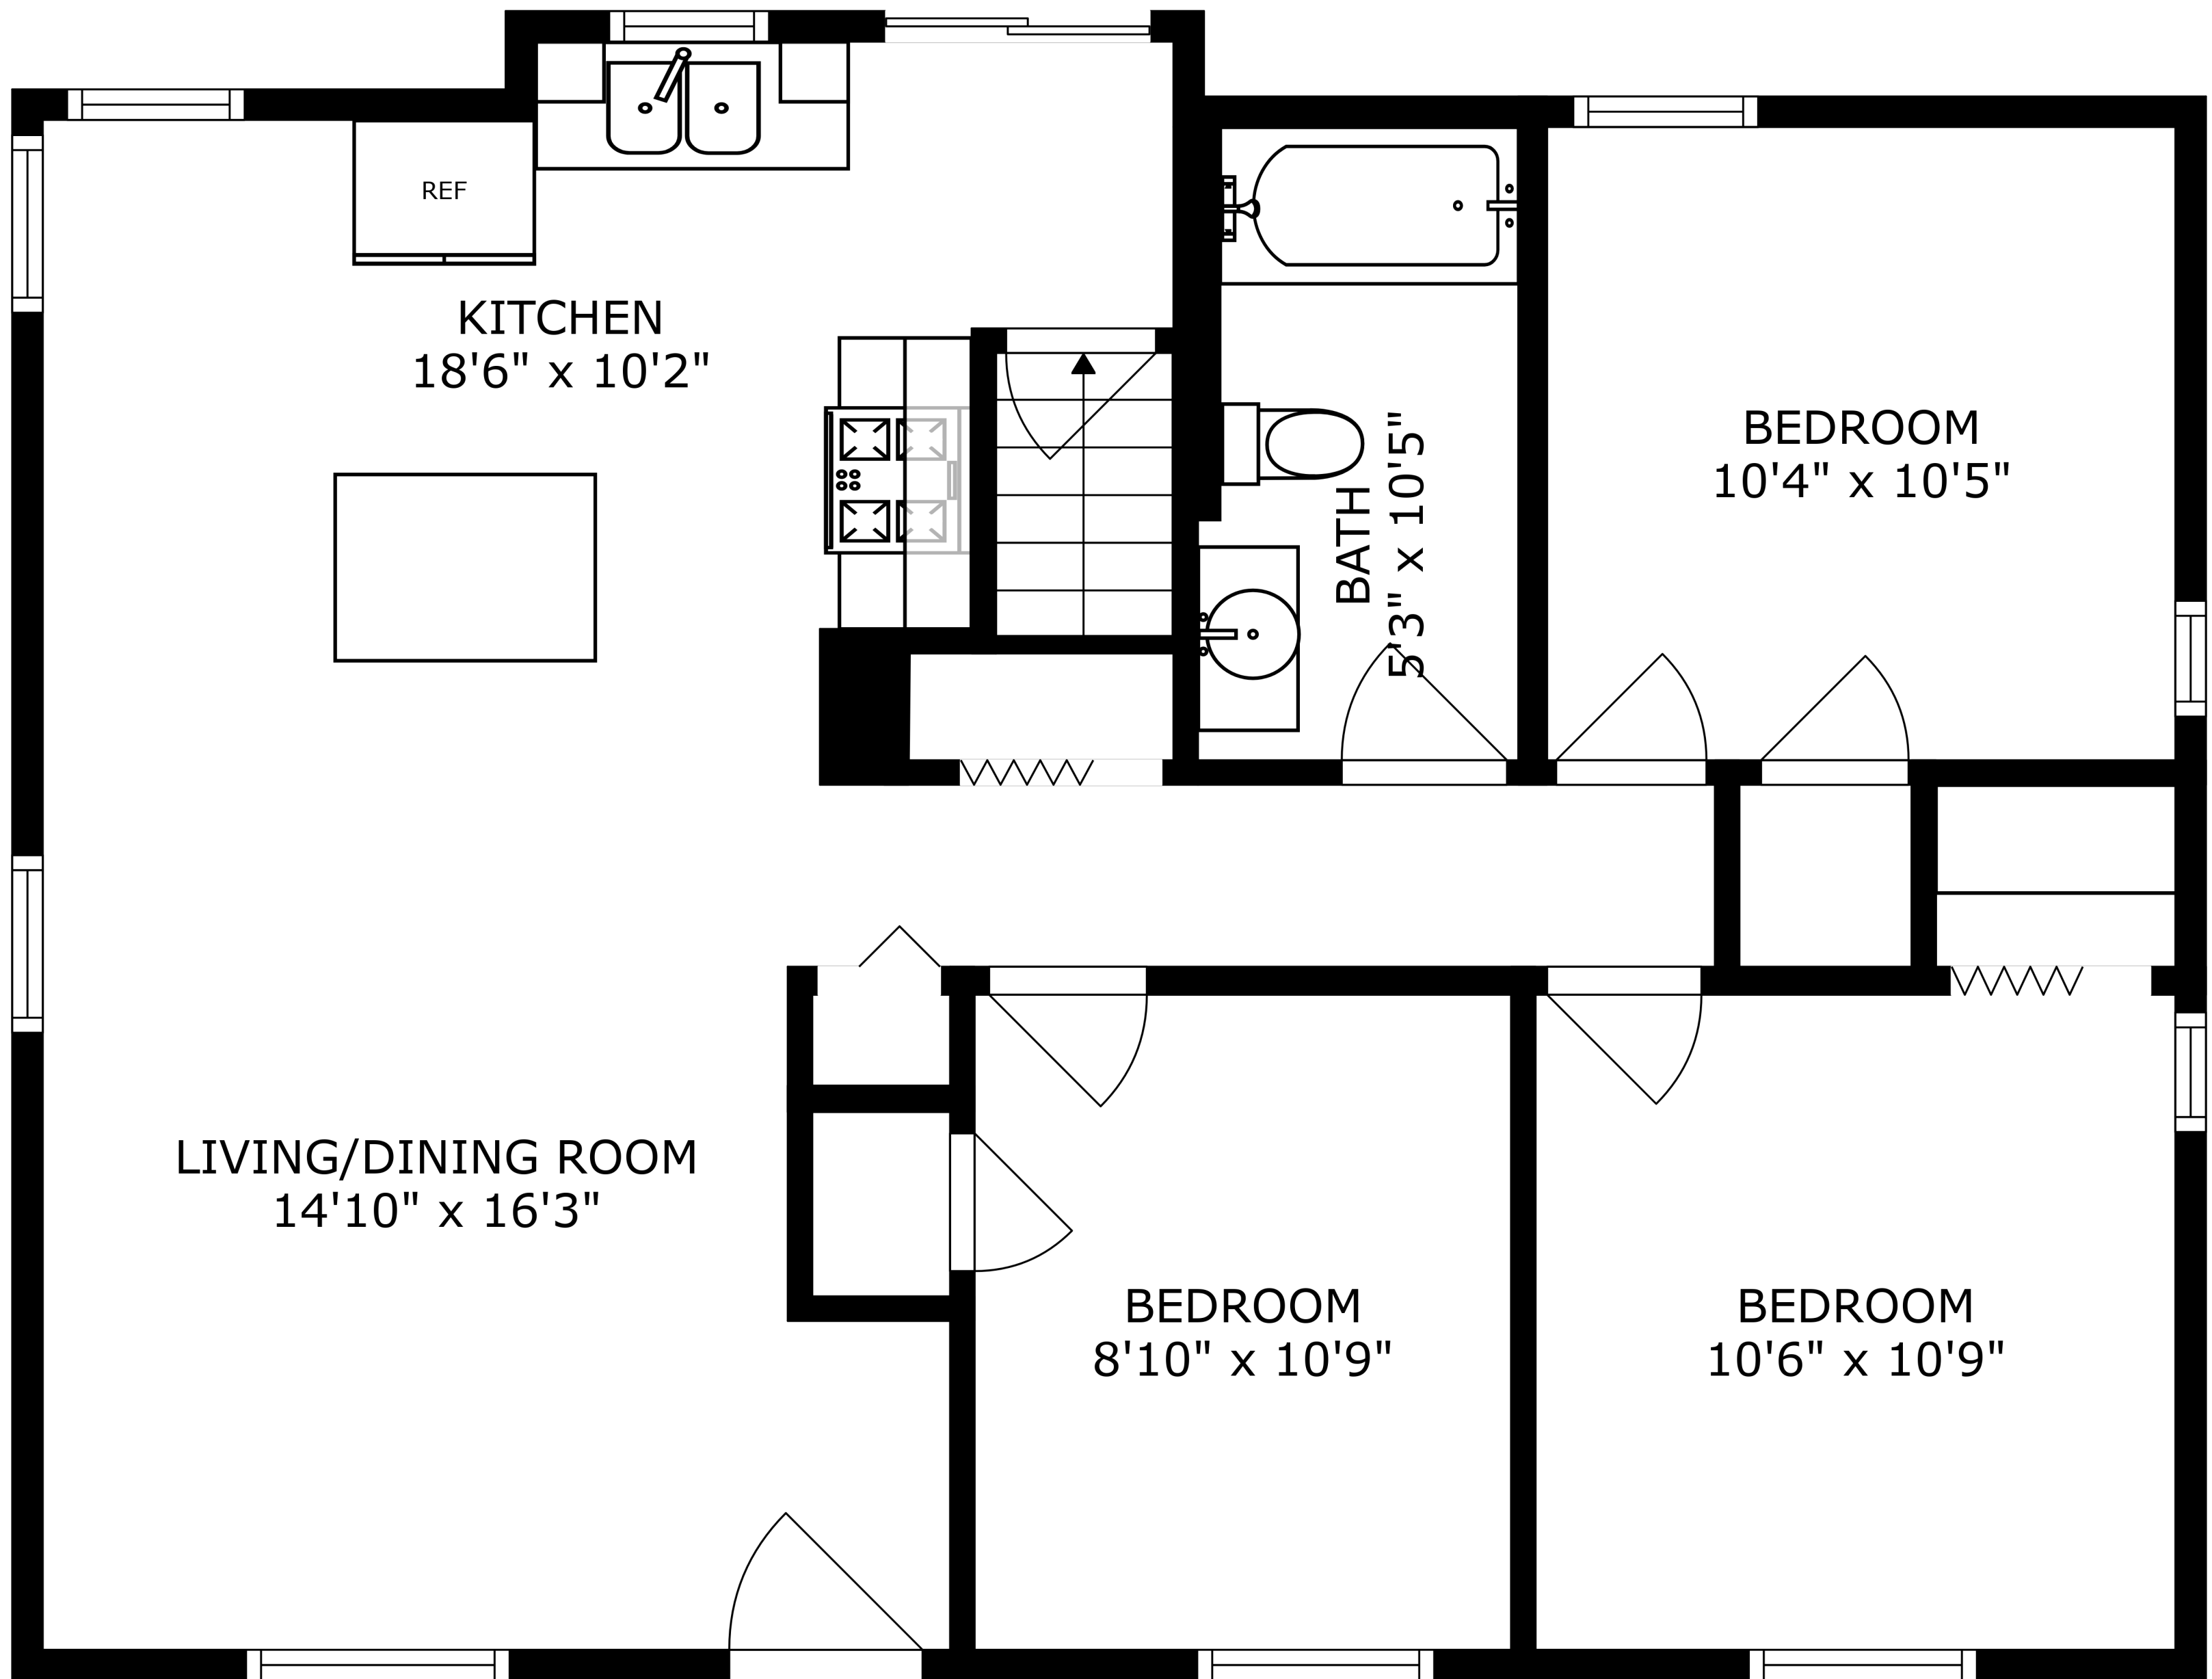 REF
KITCHEN
18'6" x 10'2"
BEDROOM
10'4" x 10'5"
BATH
5'3" x 10'5"
LIVING/DINING ROOM
14'10" x 16'3"
BEDROOM
8'10" x 10'9"
BEDROOM
10'6" x 10'9"